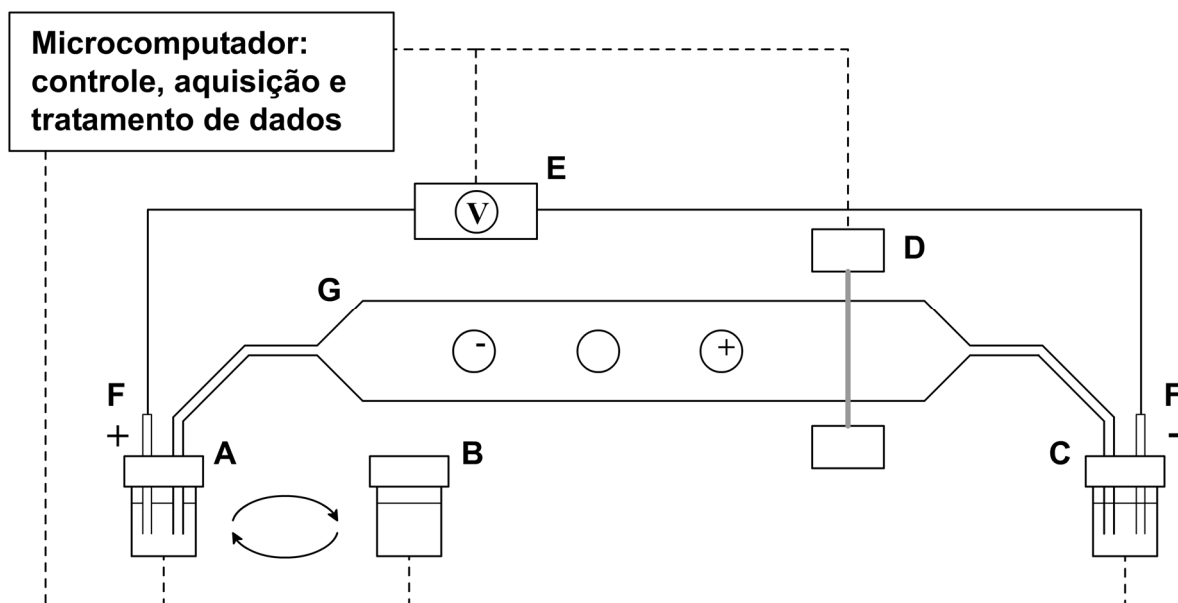 Microcomputador:
controle, aquisição e
tratamento de dados
E
V
D
G
-
+
F
+
A
B
C
F
-